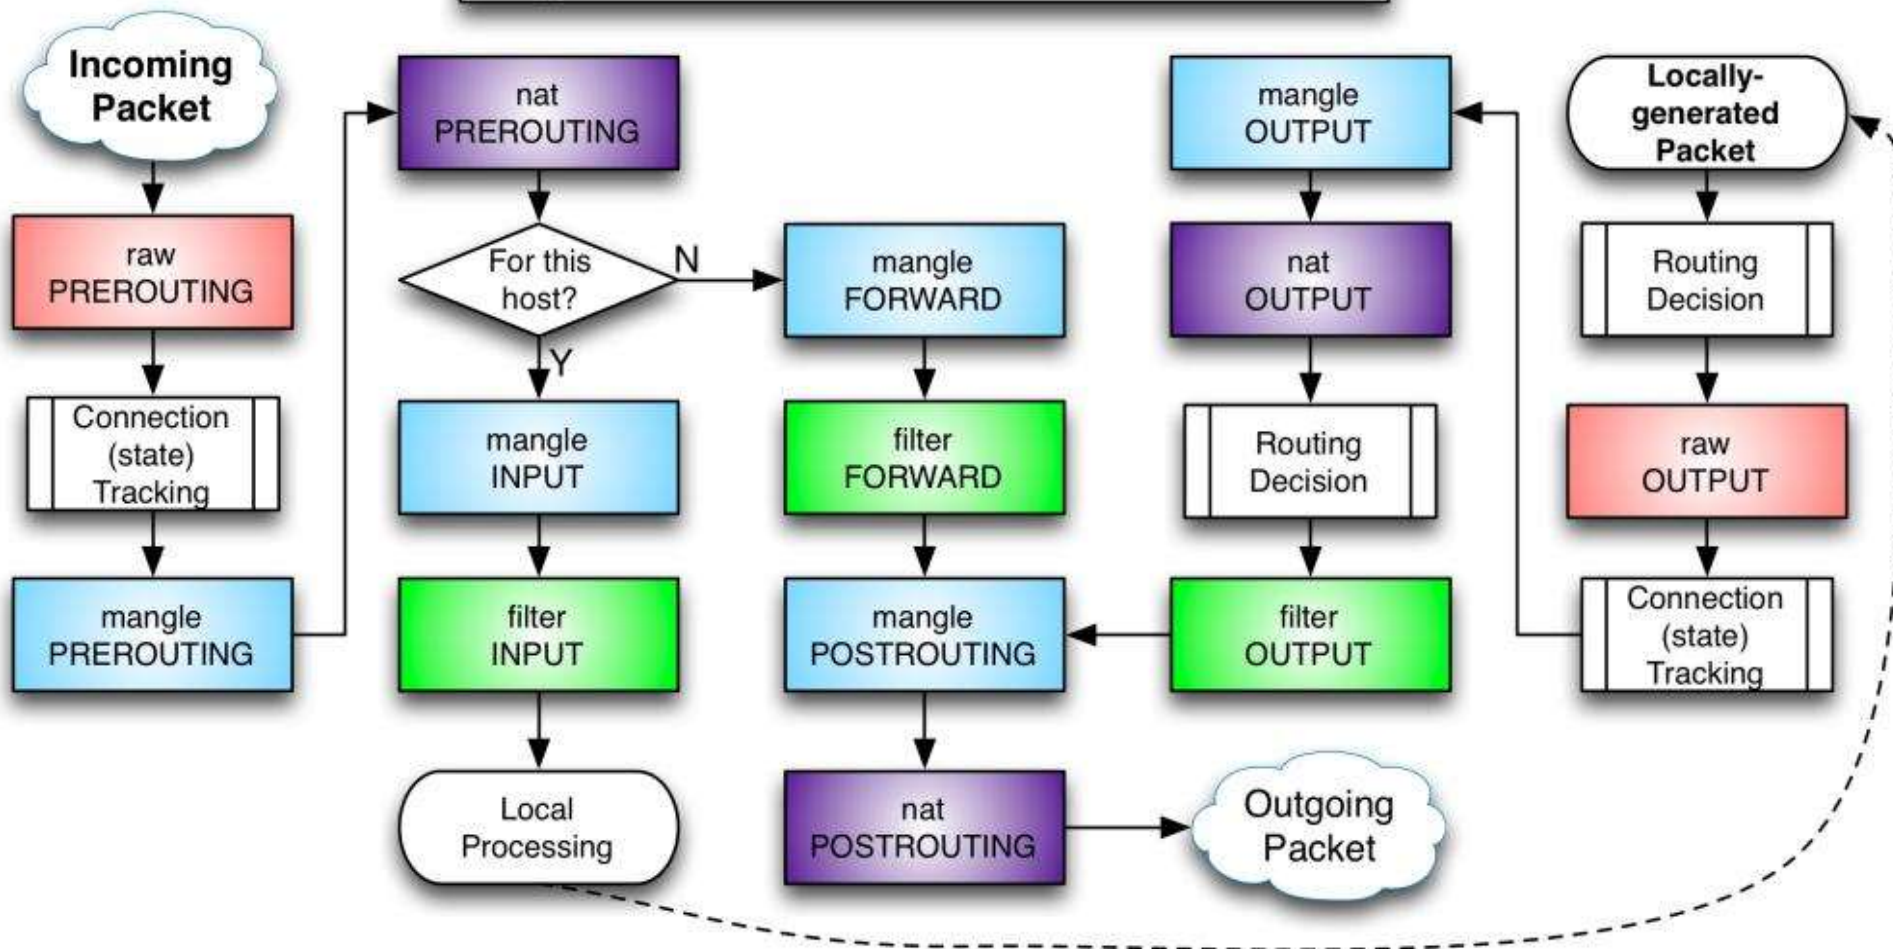 Incoming
Packet
raw
PREROUTING
Connection
(state)
Tracking
mangle
PREROUTING
nat
PREROUTING
For this
host?
N
Y
mangle
INPUT
filter
INPUT
Local
Processing
mangle
FORWARD
filter
FORWARD
mangle
POSTROUTING
nat
POSTROUTING
mangle
OUTPUT
nat
OUTPUT
Routing
Decision
filter
OUTPUT
Outgoing
Packet
Locally-
generated
Packet
Routing
Decision
raw
OUTPUT
Connection
(state)
Tracking